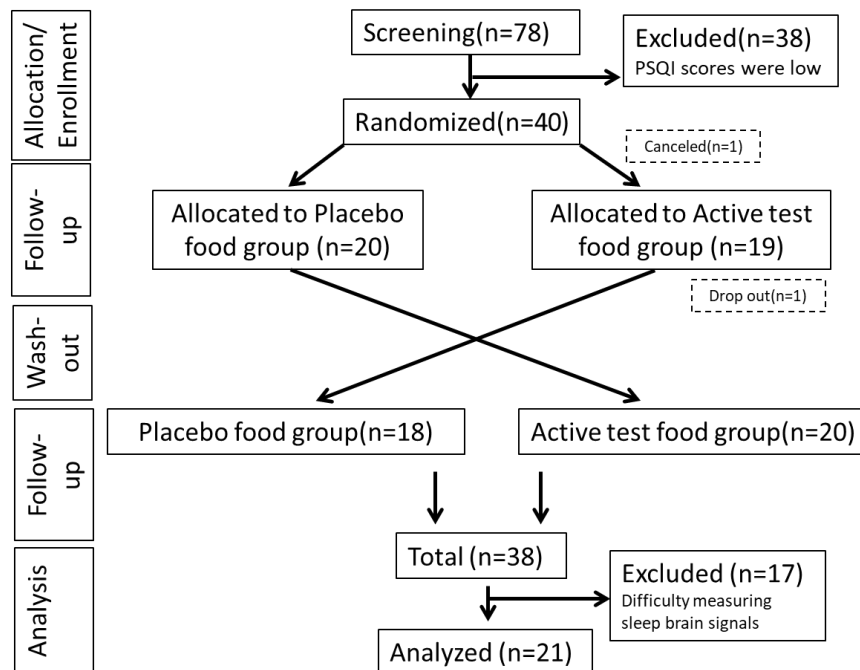 Allocation/
Enrollment
Screening(n=78)
Excluded(n=38)
PSQI scores were low
Randomized(n=40)
Canceled(n=1)
Follow-
up
Allocated to Placebo
food group (n=20)
Allocated to Active test
food group (n=19)
Drop out(n=1)
Wash-
out
Follow-
up
Placebo food group(n=18)
Active test food group(n=20)
Analysis
Total (n=38)
Excluded (n=17)
Difficulty measuring
sleep brain signals
Analyzed (n=21)